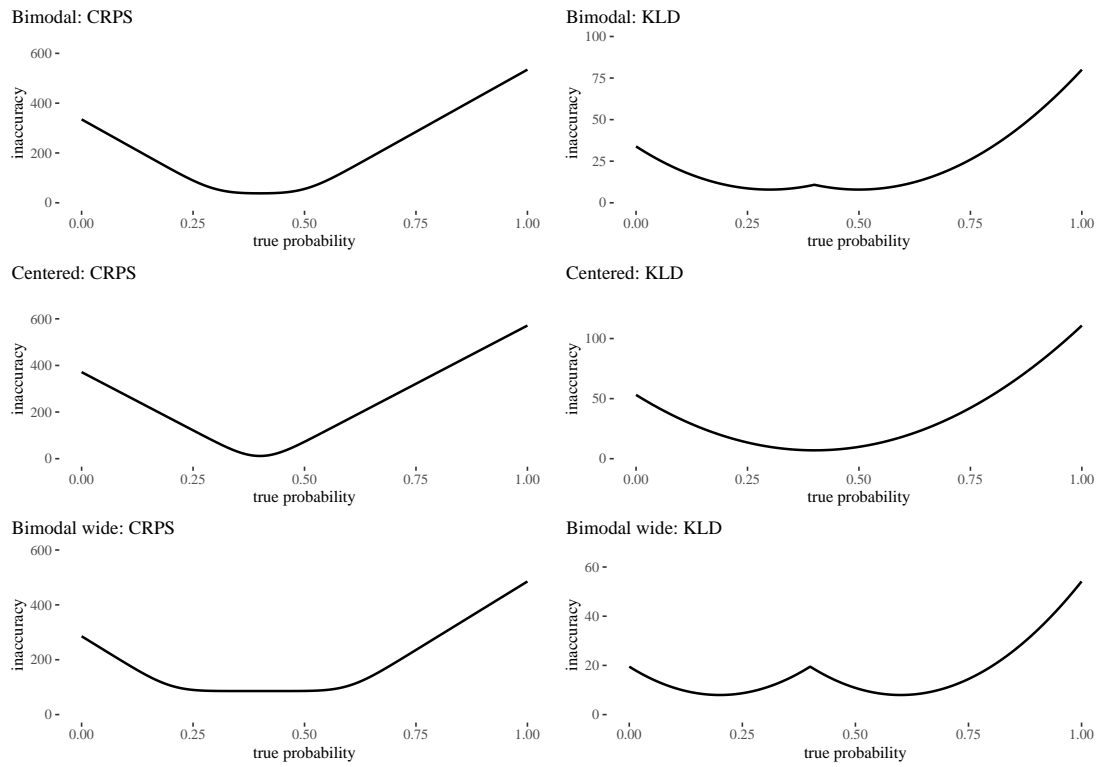 Bimodal: CRPS
inaccuracy
600
400
200
0
0.00 0.25 0.50 0.75 1.00
true probability
Bimodal: KLD
inaccuracy
100
75
50
25
0
0.00 0.25 0.50 0.75 1.00
true probability
Centered: CRPS
inaccuracy
600
400
200
0
0.00 0.25 0.50 0.75 1.00
true probability
Centered: KLD
inaccuracy
100
50
0
0.00 0.25 0.50 0.75 1.00
true probability
Bimodal wide: CRPS
inaccuracy
600
400
200
0
0.00 0.25 0.50 0.75 1.00
true probability
Bimodal wide: KLD
inaccuracy
60
40
20
0
0.00 0.25 0.50 0.75 1.00
true probability